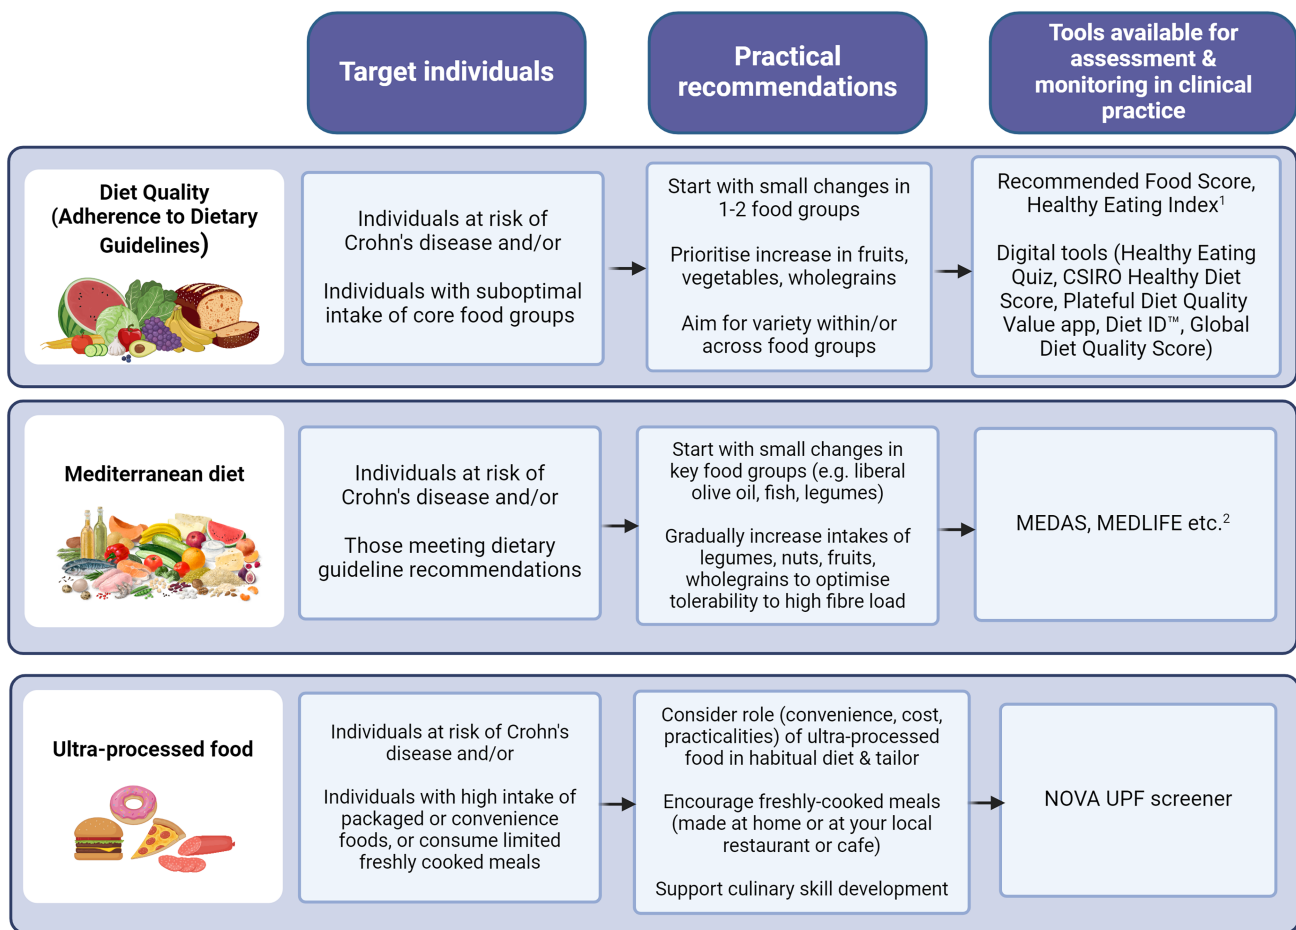 Target individuals
Practical
recommendations
Tools available for
assessment &
monitoring in clinical
practice
Diet Quality
(Adherence to Dietary
Guidelines)
Individuals at risk of
Crohn's disease and/or
Individuals with suboptimal
intake of core food groups
Start with small changes in
1-2 food groups
Prioritise increase in fruits,
vegetables, wholegrains
Aim for variety within/or
across food groups
Recommended Food Score,
Healthy Eating Index¹
Digital tools (Healthy Eating
Quiz, CSIRO Healthy Diet
Score, Plateful Diet Quality
Value app, Diet ID™, Global
Diet Quality Score)
Mediterranean diet
Individuals at risk of
Crohn's disease and/or
Those meeting dietary
guideline recommendations
Start with small changes in
key food groups (e.g. liberal
olive oil, fish, legumes)
Gradually increase intakes of
legumes, nuts, fruits,
wholegrains to optimise
tolerability to high fibre load
MEDAS, MEDLIFE etc.²
Ultra-processed food
Individuals at risk of Crohn's
disease and/or
Individuals with high intake of
packaged or convenience
foods, or consume limited
freshly cooked meals
Consider role (convenience, cost,
practicalities) of ultra-processed
food in habitual diet & tailor
Encourage freshly-cooked meals
(made at home or at your local
restaurant or cafe)
Support culinary skill development
NOVA UPF screener